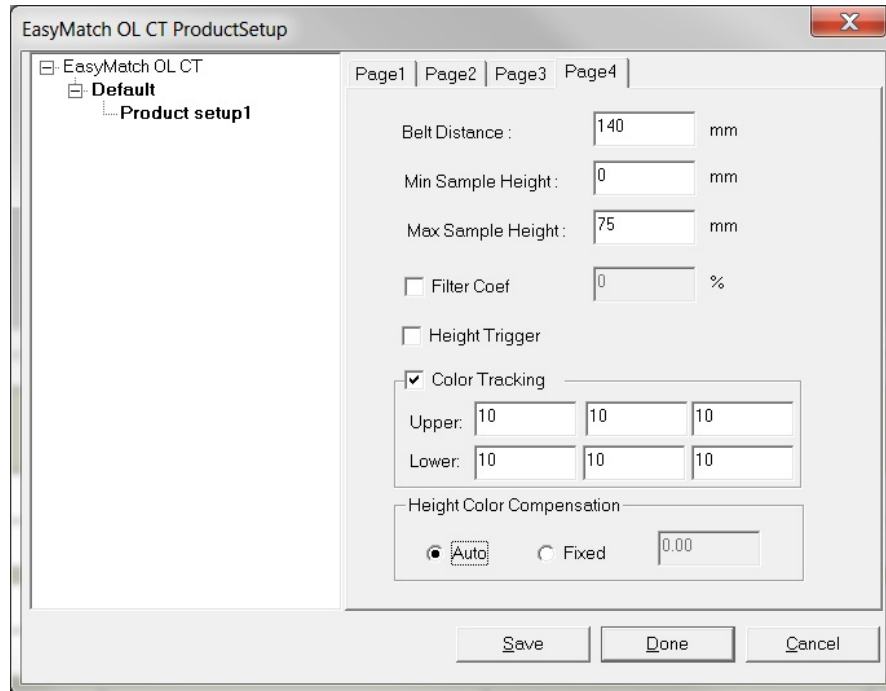 EasyMatch OL CT ProductSetup
EasyMatch OL CT
Default
Product setup1
Page1 Page2 Page3 Page4
Belt Distance : 140 mm
Min Sample Height : 0 mm
Max Sample Height : 75 mm
Filter Coef 0 %
Height Trigger
Color Tracking
Upper: 10 10 10
Lower: 10 10 10
Height Color Compensation
Auto Fixed 0.00
Save Done Cancel